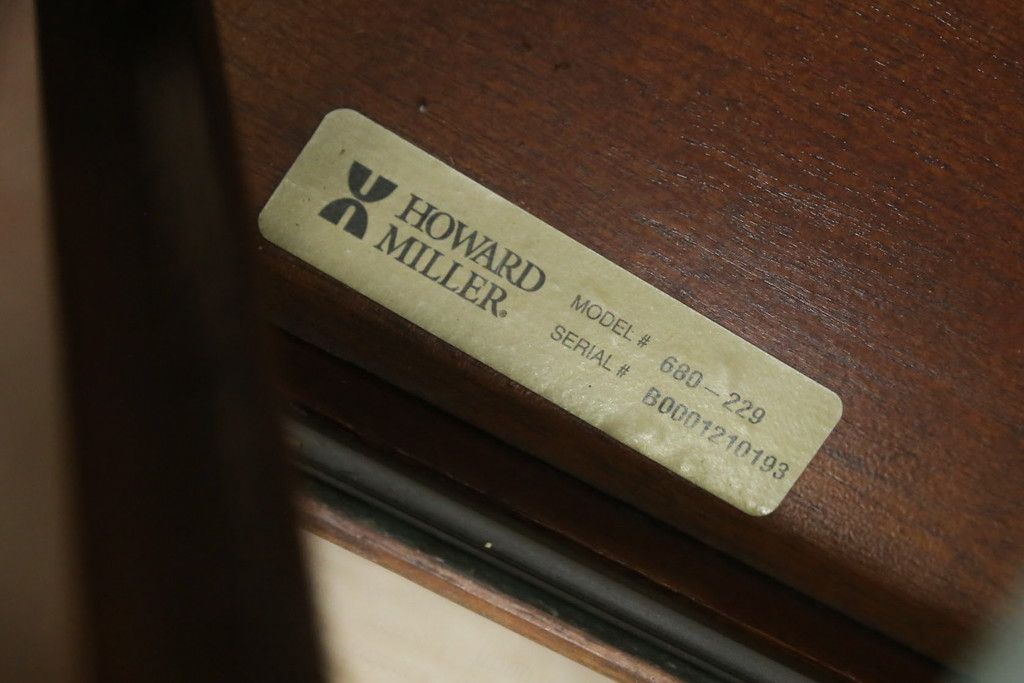 HOWARD
MILLER®
MODEL # 680-229
SERIAL # B0001210193